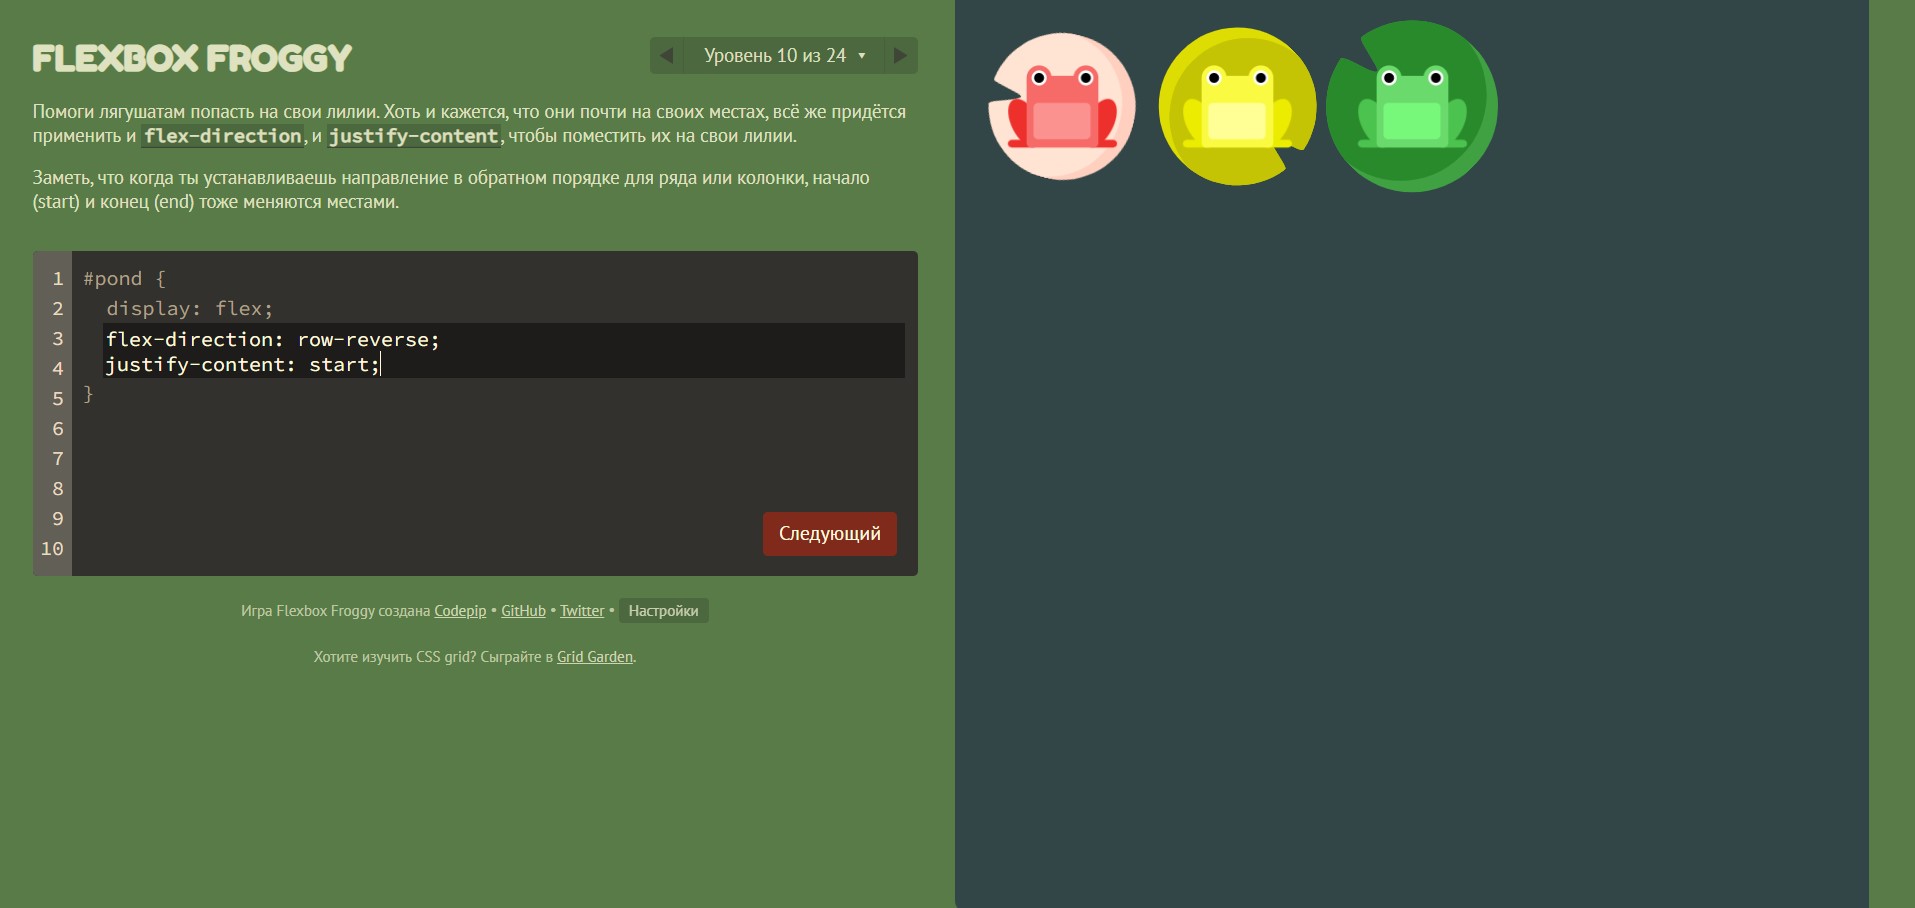 FLEXBOX FROGGY
Уровень 10 из 24
Помоги лягушатам попасть на свои лилии. Хоть и кажется, что они почти на своих местах, всё же придётся
применить и flex-direction, и justify-content, чтобы поместить их на свои лилии.
Заметь, что когда ты устанавливаешь направление в обратном порядке для ряда или колонки, начало
(start) и конец (end) тоже меняются местами.
1 #pond {
2 display: flex;
3 flex-direction: row-reverse;
4 justify-content: start;
5 }
6
7
8
9
10
Следующий
Игра Flexbox Froggy создана Codepip • GitHub • Twitter • Настройки
Хотите изучить CSS grid? Сыграйте в Grid Garden.